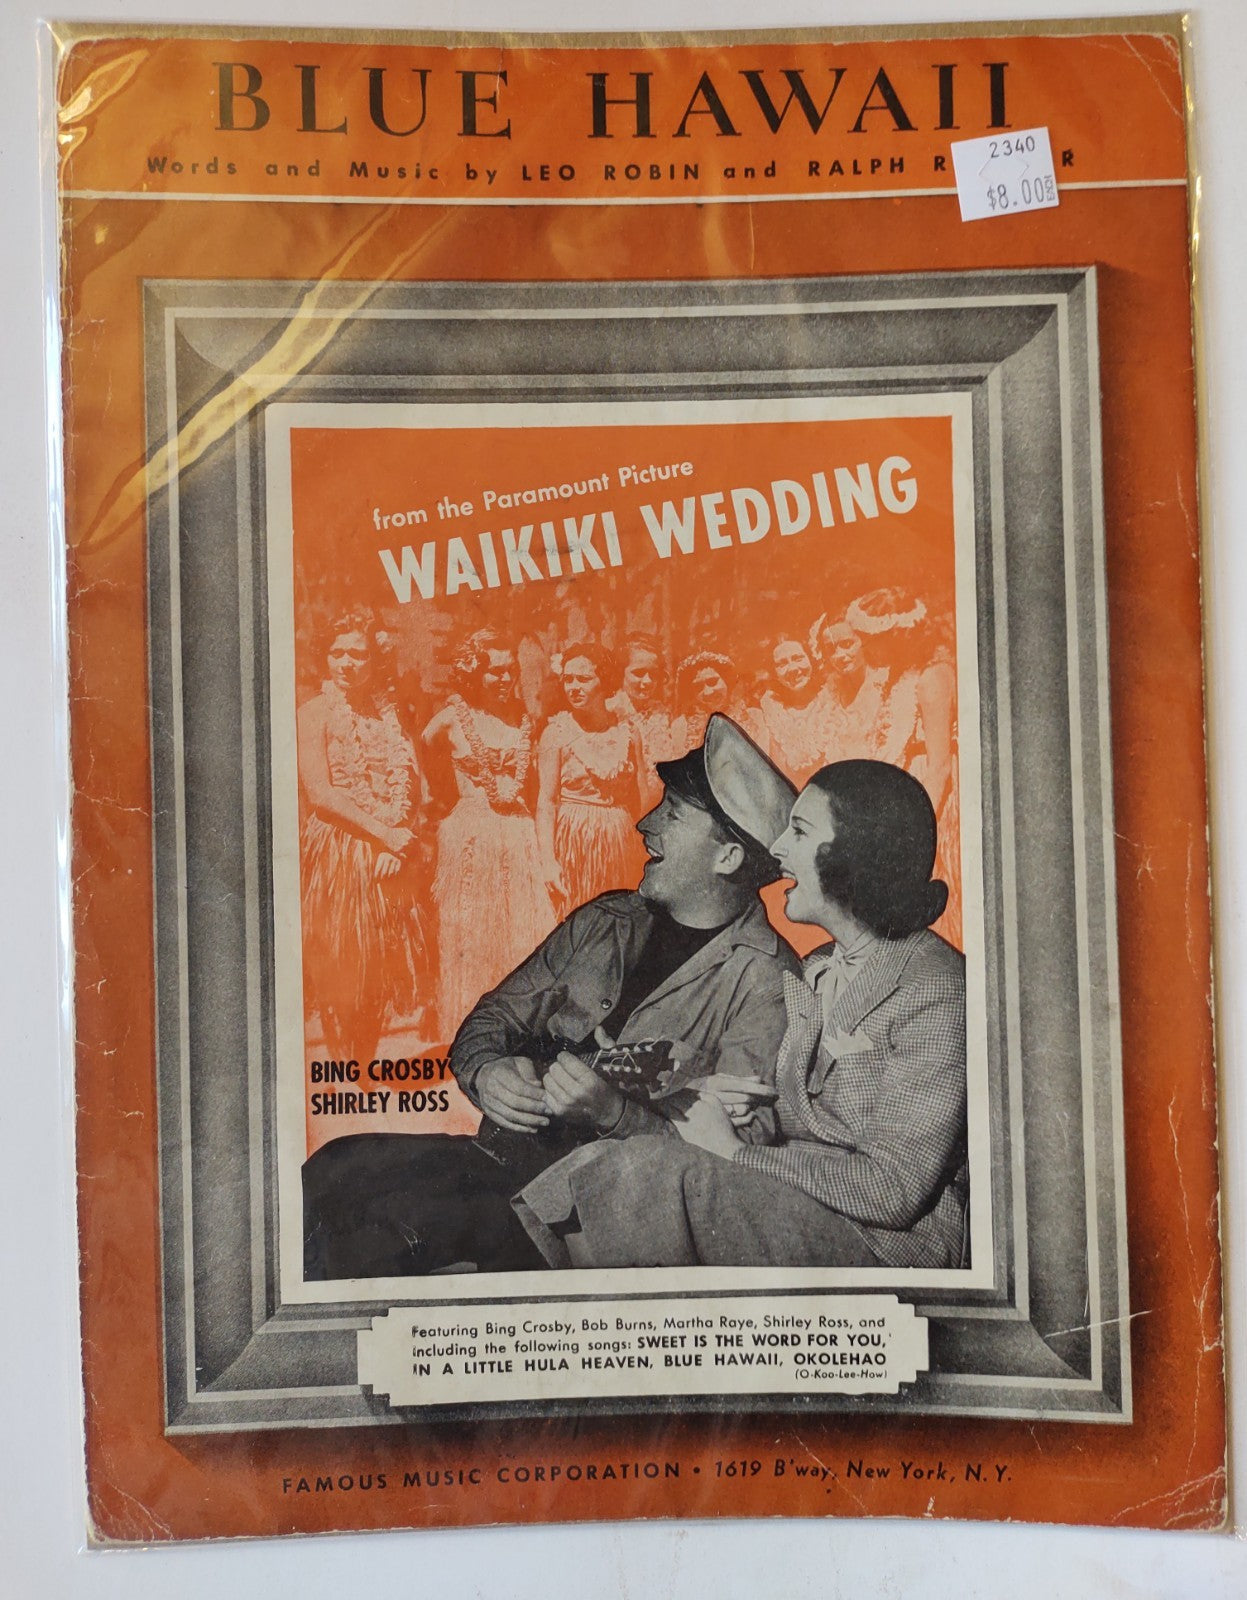 BLUE HAWAII
Words and Music by LEO ROBIN and RALPH R
2340
$8.00 EACH
from the Paramount Picture
WAIKIKI WEDDING
BING CROSBY
SHIRLEY ROSS
Featuring Bing Crosby, Bob Burns, Martha Raye, Shirley Ross, and
including the following songs: SWEET IS THE WORD FOR YOU,
IN A LITTLE HULA HEAVEN, BLUE HAWAII, OKOLEHAO
(O-Koo-Lee-How)
FAMOUS MUSIC CORPORATION • 1619 B'way, New York, N.Y.